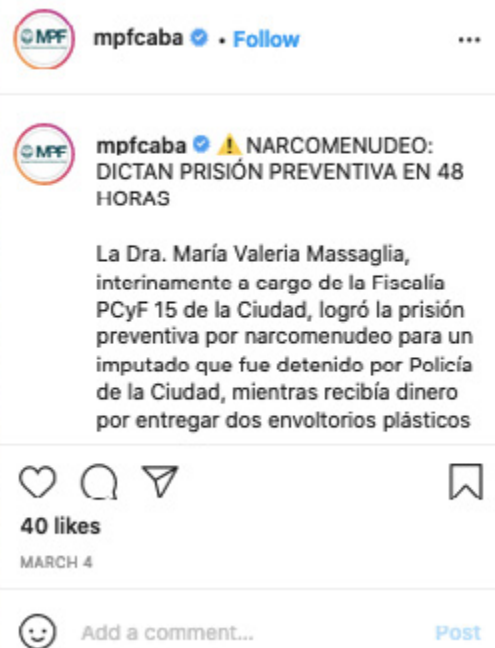 MPF
mpfcaba • Follow
MPF
mpfcaba ⚠️ NARCOMENUDEO:
DICTAN PRISIÓN PREVENTIVA EN 48
HORAS
La Dra. María Valeria Massaglia,
interinamente a cargo de la Fiscalía
PCyF 15 de la Ciudad, logró la prisión
preventiva por narcomenudeo para un
imputado que fue detenido por Policía
de la Ciudad, mientras recibía dinero
por entregar dos envoltorios plásticos
40 likes
MARCH 4
Add a comment...
Post